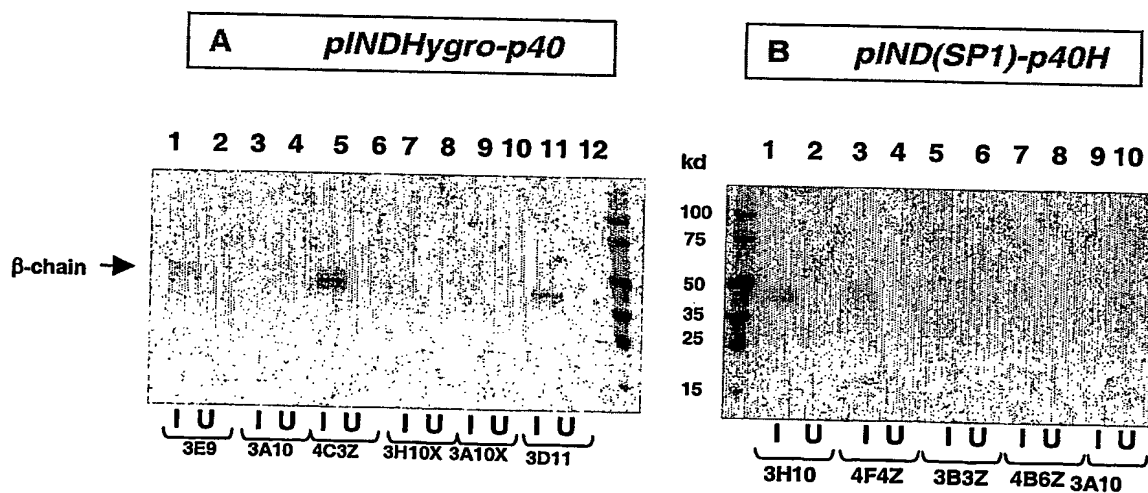 A pINDHygro-p40
1 2 3 4 5 6 7 8 9 10 11 12
β-chain
I U I U I U I U I U I U
3E9 3A10 4C3Z 3H10X 3A10X 3D11
B pIND(SP1)-p40H
kd 1 2 3 4 5 6 7 8 9 10
100
75
50
35
25
15
I U I U I U I U I U
3H10 4F4Z 3B3Z 4B6Z 3A10